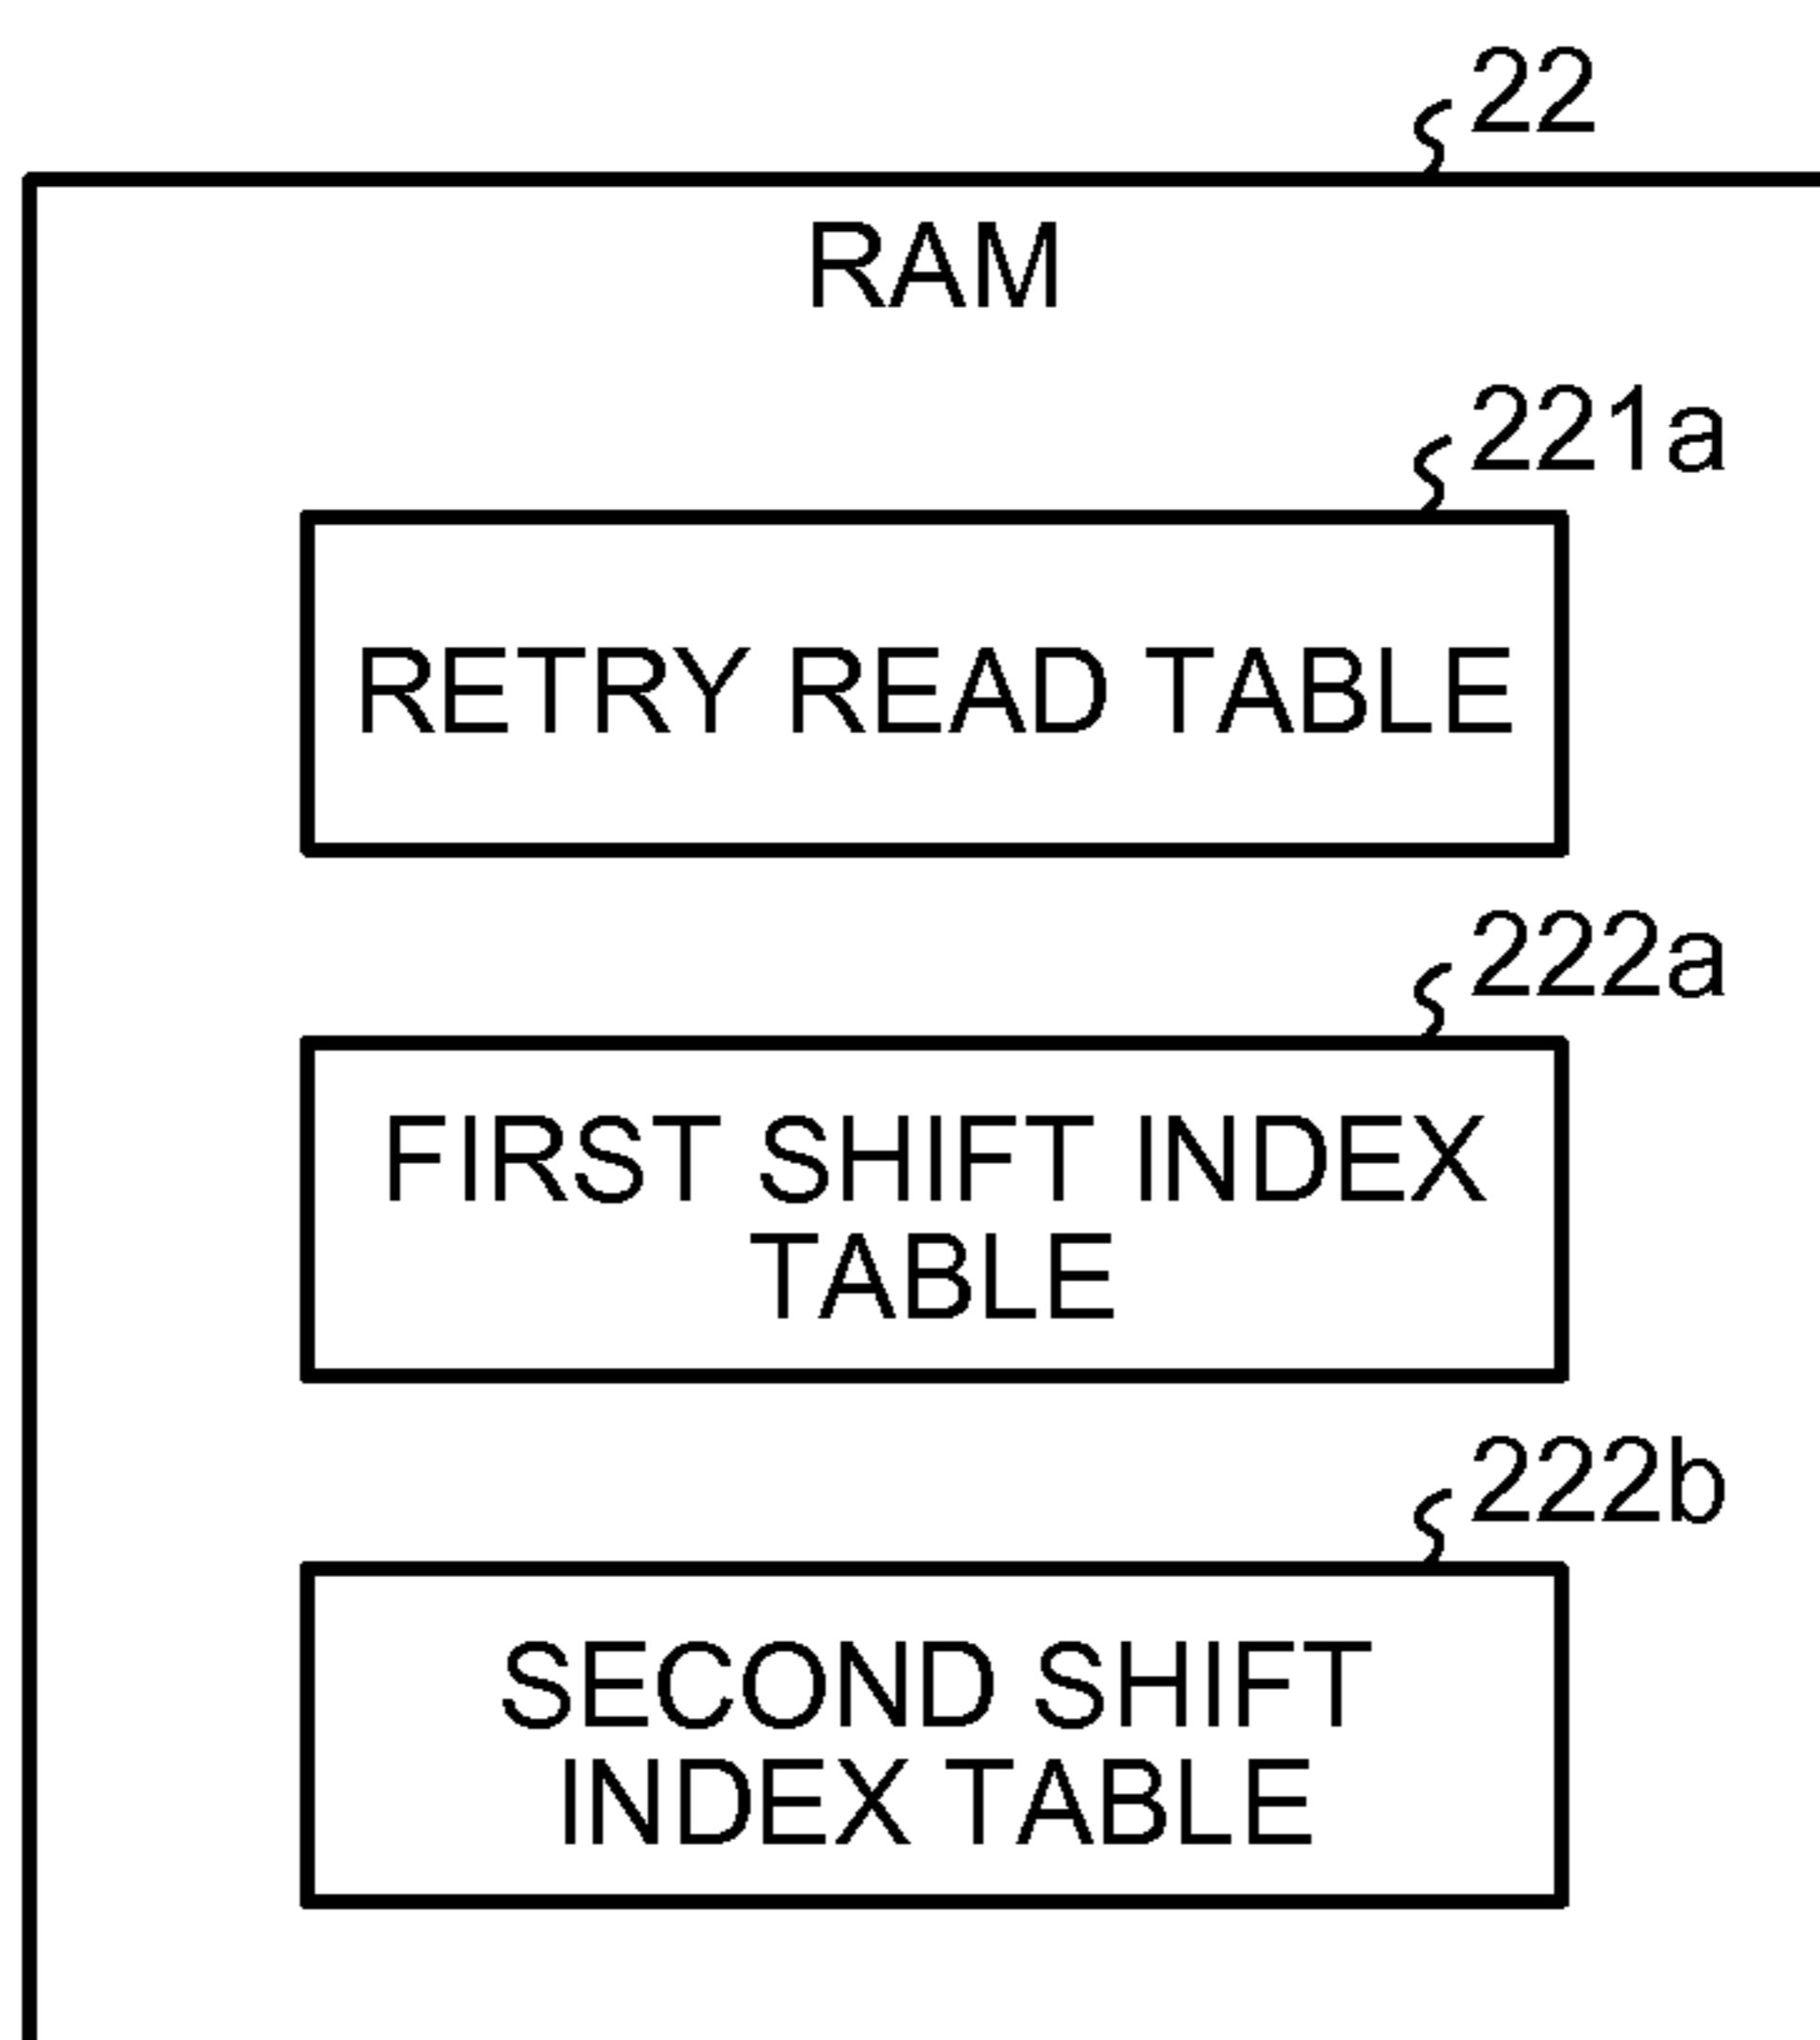 22
RAM
221a
RETRY READ TABLE
222a
FIRST SHIFT INDEX
TABLE
222b
SECOND SHIFT
INDEX TABLE